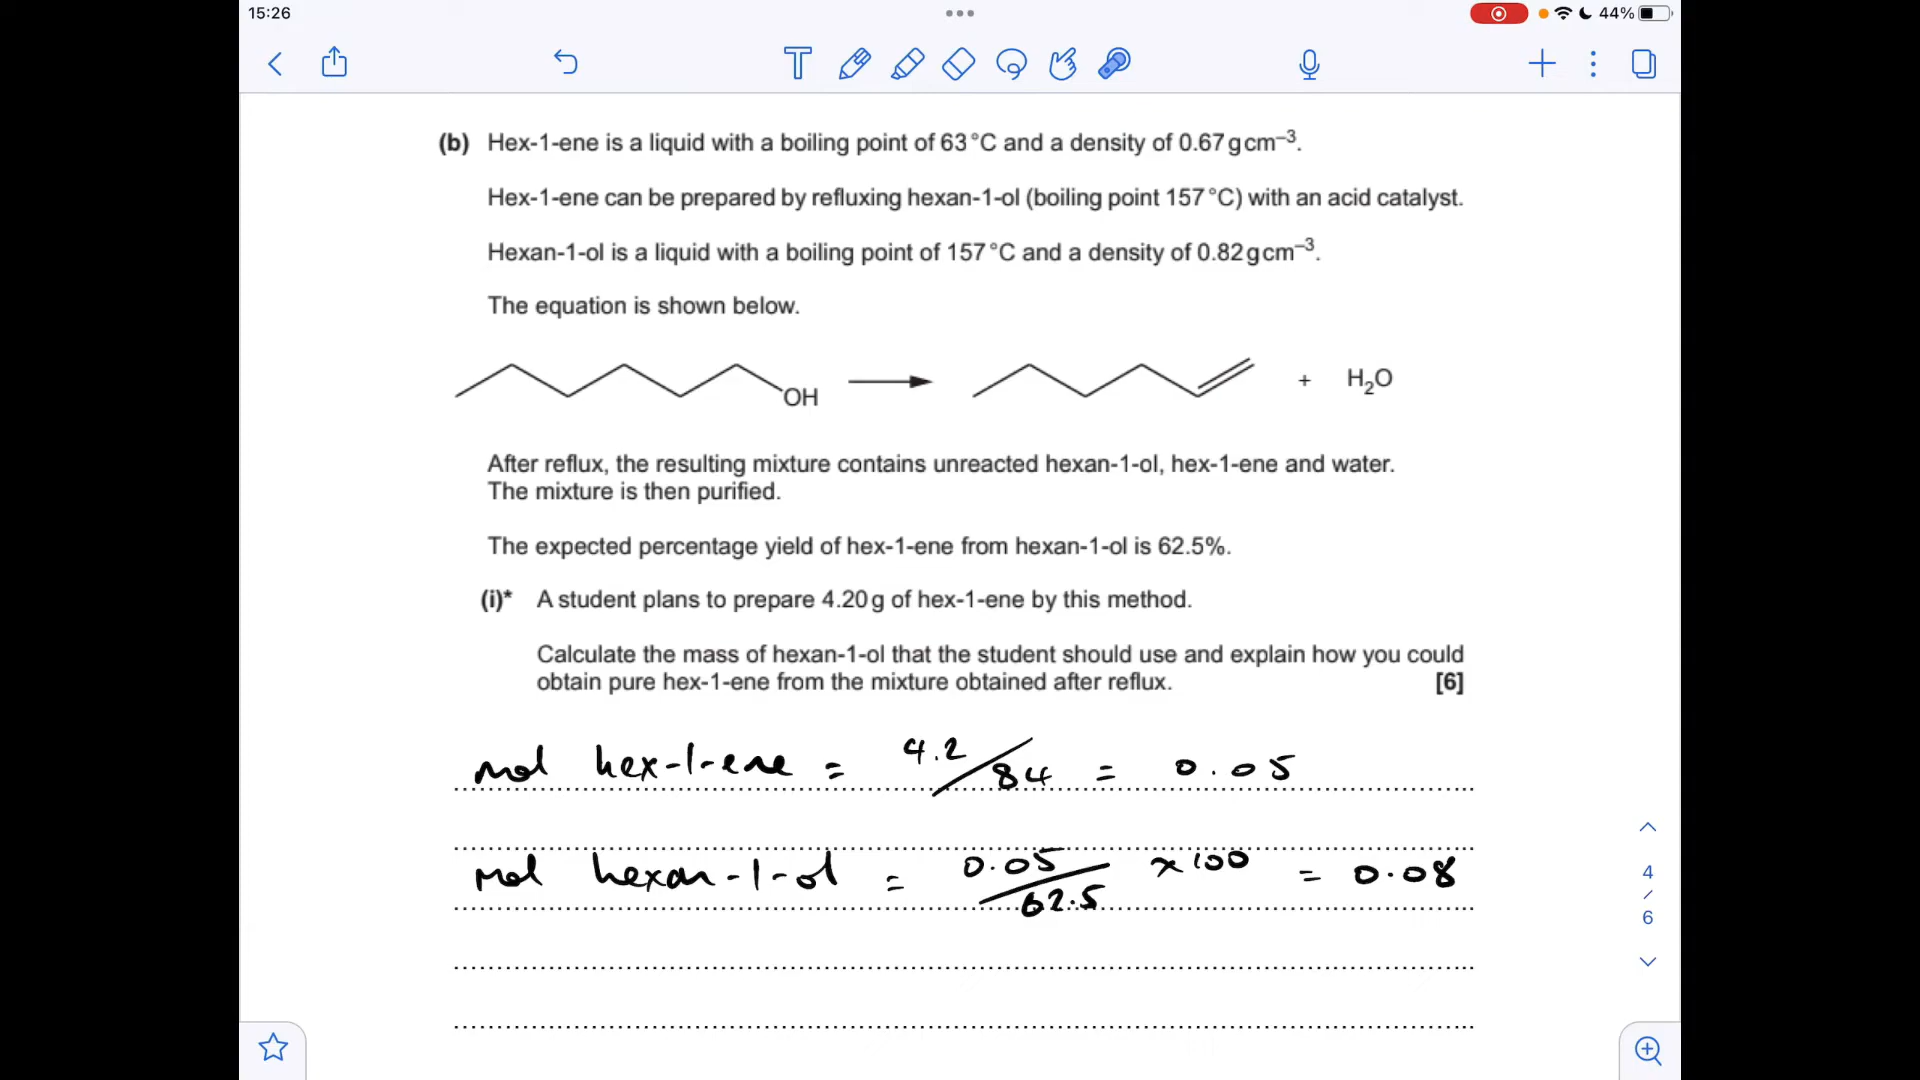 15:26
44%
(b) Hex-1-ene is a liquid with a boiling point of 63 °C and a density of 0.67 g cm⁻³.
Hex-1-ene can be prepared by refluxing hexan-1-ol (boiling point 157 °C) with an acid catalyst.
Hexan-1-ol is a liquid with a boiling point of 157 °C and a density of 0.82 g cm⁻³.
The equation is shown below.
OH + H₂O
After reflux, the resulting mixture contains unreacted hexan-1-ol, hex-1-ene and water.
The mixture is then purified.
The expected percentage yield of hex-1-ene from hexan-1-ol is 62.5%.
(i)* A student plans to prepare 4.20 g of hex-1-ene by this method.
Calculate the mass of hexan-1-ol that the student should use and explain how you could
obtain pure hex-1-ene from the mixture obtained after reflux. [6]
mol hex-1-ene = 4.2/84 = 0.05
mol hexan-1-ol = 0.05/62.5 × 100 = 0.08
4
/
6